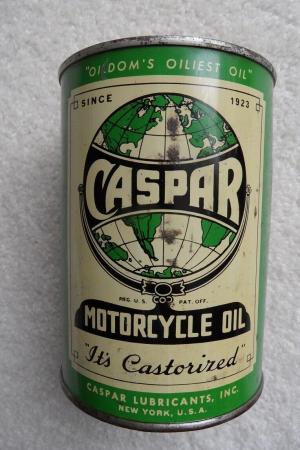 "OILDOM'S OILIEST OIL"
SINCE 1923
CASPAR
REG. U.S. PAT. OFF.
MOTORCYCLE OIL
"It's Castorized"
CASPAR LUBRICANTS, INC.
NEW YORK, U.S.A.